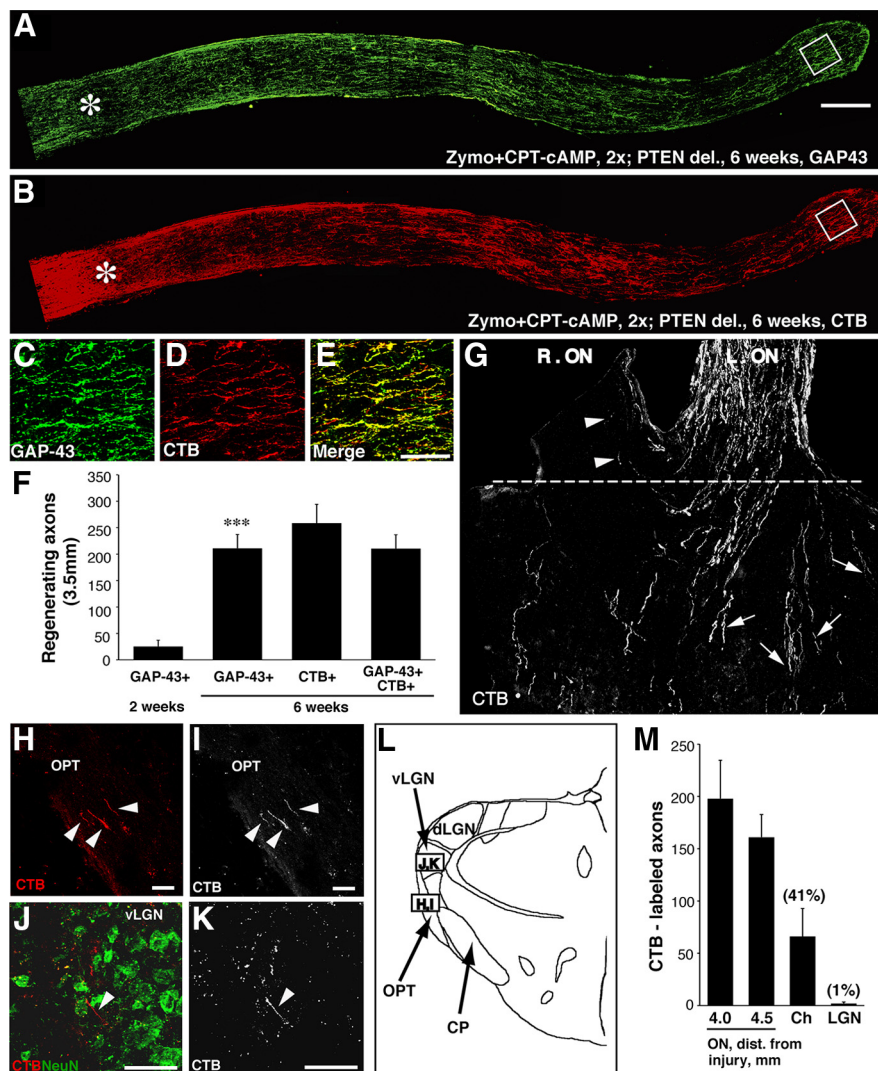 A
Zymo+CPT-cAMP, 2x; PTEN del., 6 weeks, GAP43
B
Zymo+CPT-cAMP, 2x; PTEN del., 6 weeks, CTB
C
GAP-43
D
CTB
E
Merge
F
Regenerating axons
(3.5mm)
350
300
250
200
150
100
50
0
***
GAP-43+
GAP-43+
CTB+
GAP-43+
CTB+
2 weeks
6 weeks
G
R.ON
L.ON
CTB
H
OPT
CTB
I
OPT
CTB
J
vLGN
CTBNeuN
K
CTB
L
vLGN
dLGN
J.K
H.I
OPT
CP
M
CTB - labeled axons
250
200
150
100
50
0
(41%)
(1%)
4.0
4.5
Ch
LGN
ON, dist. from
injury, mm